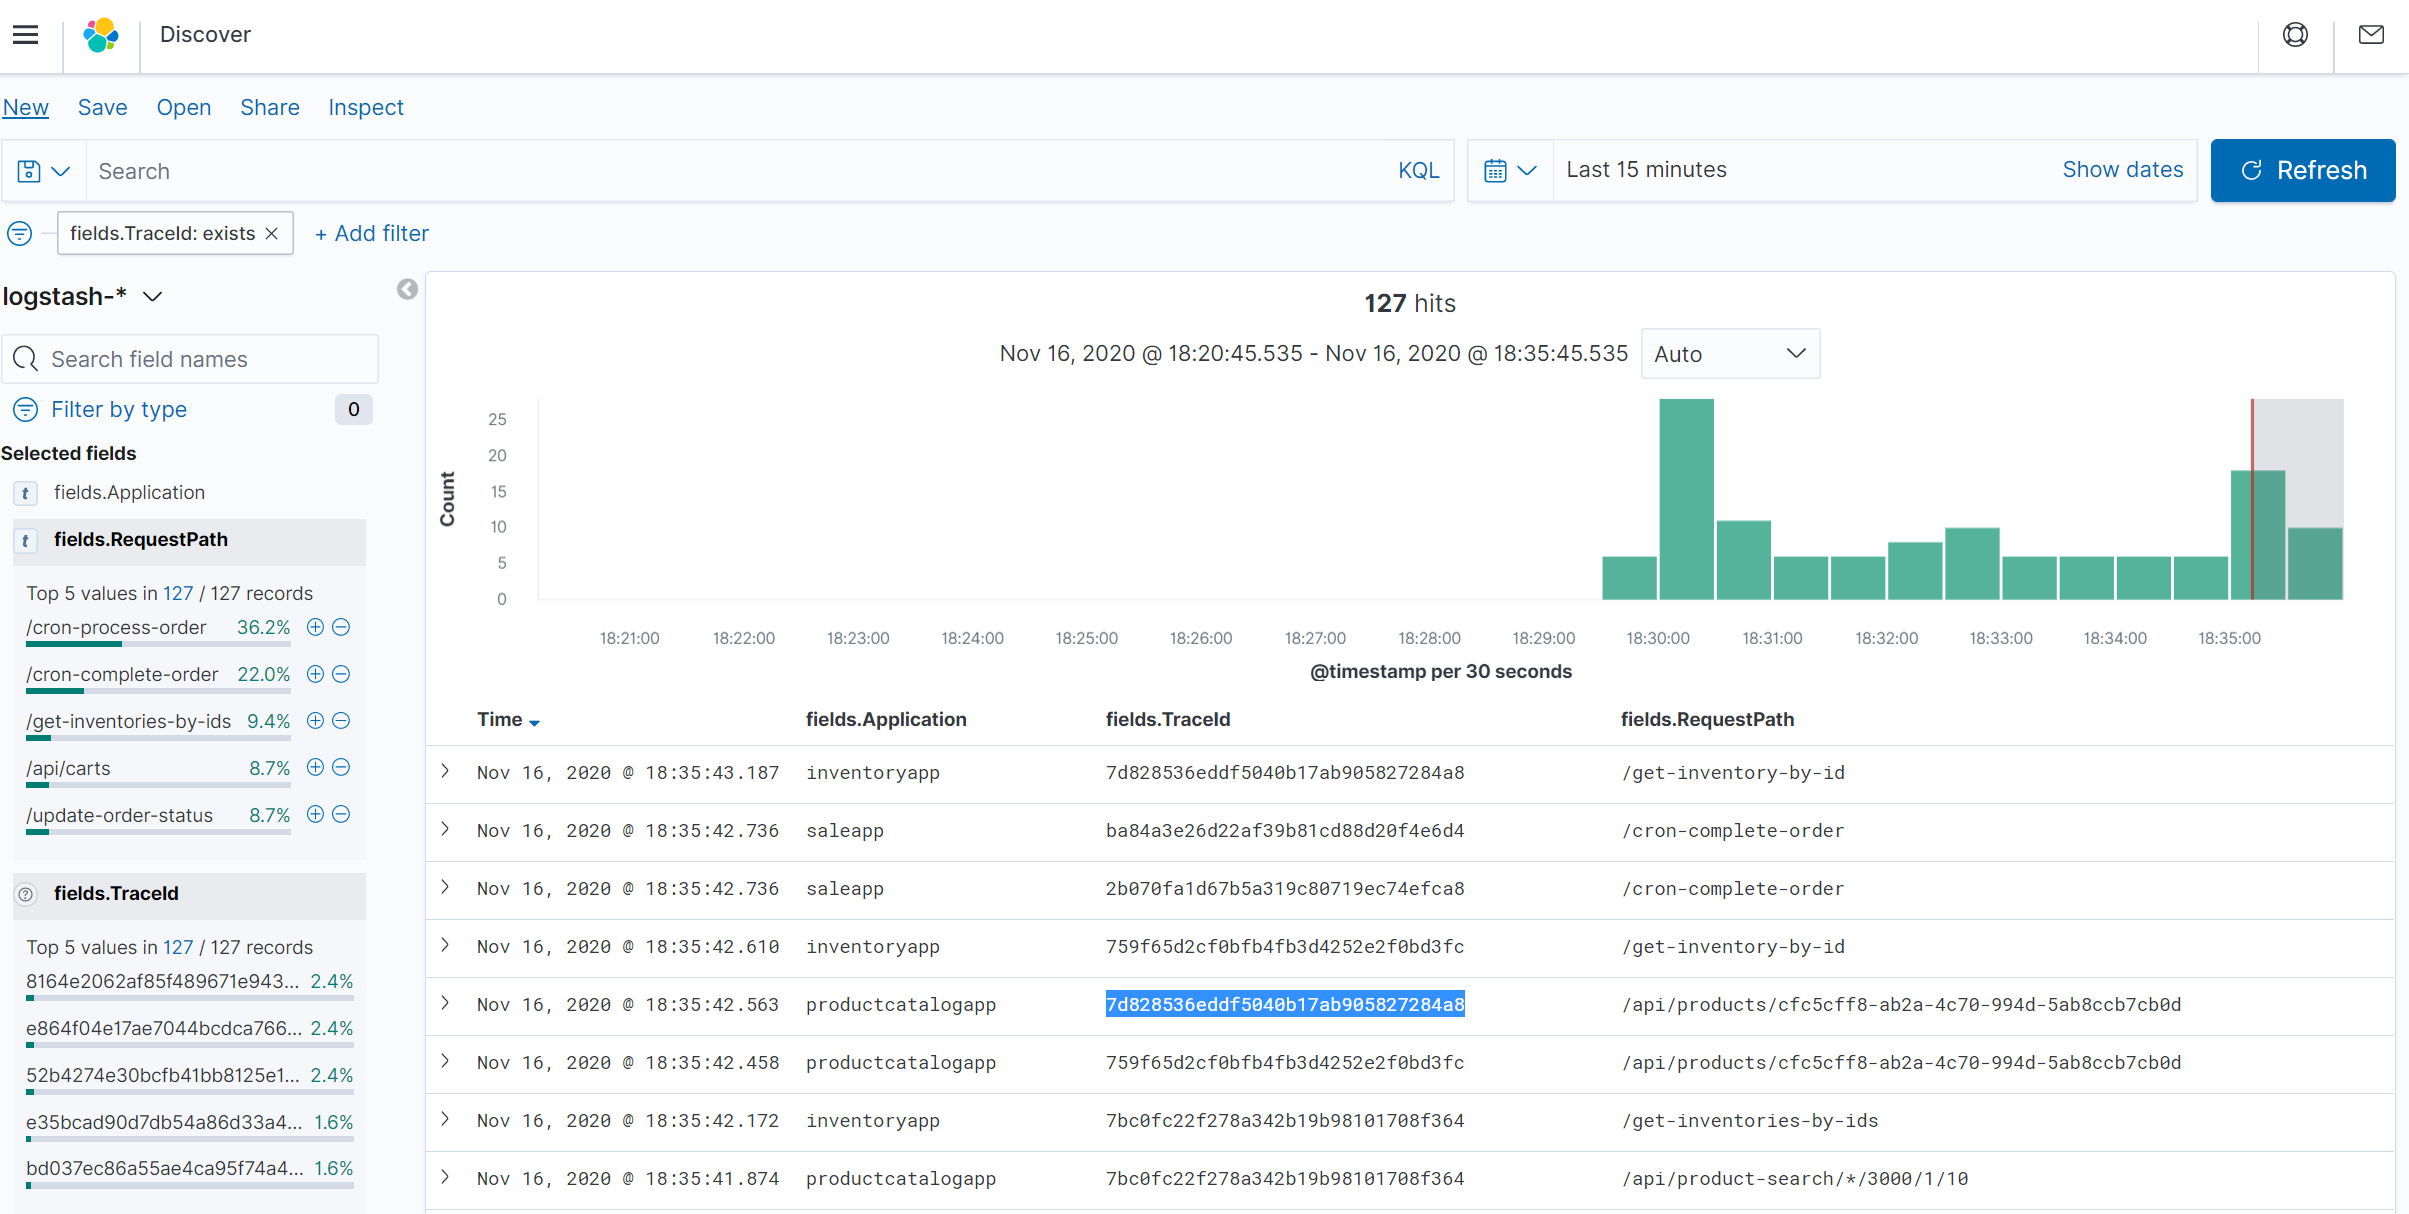 Discover
New Save Open Share Inspect
Search KQL Last 15 minutes Show dates Refresh
fields.TraceId: exists + Add filter
logstash-*
Search field names
Filter by type 0
Selected fields
t fields.Application
t fields.RequestPath
Top 5 values in 127 / 127 records
/cron-process-order 36.2%
/cron-complete-order 22.0%
/get-inventories-by-ids 9.4%
/api/carts 8.7%
/update-order-status 8.7%
fields.TraceId
Top 5 values in 127 / 127 records
8164e2062af85f489671e943... 2.4%
e864f04e17ae7044bcdca766... 2.4%
52b4274e30bcfb41bb8125e1... 2.4%
e35bcad90d7db54a86d33a4... 1.6%
bd037ec86a55ae4ca95f74a4... 1.6%
127 hits
Nov 16, 2020 @ 18:20:45.535 - Nov 16, 2020 @ 18:35:45.535 Auto
Count
25
20
15
10
5
0
18:21:00 18:22:00 18:23:00 18:24:00 18:25:00 18:26:00 18:27:00 18:28:00 18:29:00 18:30:00 18:31:00 18:32:00 18:33:00 18:34:00 18:35:00
@timestamp per 30 seconds
Time fields.Application fields.TraceId fields.RequestPath
Nov 16, 2020 @ 18:35:43.187 inventoryapp 7d828536eddf5040b17ab905827284a8 /get-inventory-by-id
Nov 16, 2020 @ 18:35:42.736 saleapp ba84a3e26d22af39b81cd88d20f4e6d4 /cron-complete-order
Nov 16, 2020 @ 18:35:42.736 saleapp 2b070fa1d67b5a319c80719ec74efca8 /cron-complete-order
Nov 16, 2020 @ 18:35:42.610 inventoryapp 759f65d2cf0bfb4fb3d4252e2f0bd3fc /get-inventory-by-id
Nov 16, 2020 @ 18:35:42.563 productcatalogapp 7d828536eddf5040b17ab905827284a8 /api/products/cfc5cff8-ab2a-4c70-994d-5ab8ccb7cb0d
Nov 16, 2020 @ 18:35:42.458 productcatalogapp 759f65d2cf0bfb4fb3d4252e2f0bd3fc /api/products/cfc5cff8-ab2a-4c70-994d-5ab8ccb7cb0d
Nov 16, 2020 @ 18:35:42.172 inventoryapp 7bc0fc22f278a342b19b98101708f364 /get-inventories-by-ids
Nov 16, 2020 @ 18:35:41.874 productcatalogapp 7bc0fc22f278a342b19b98101708f364 /api/product-search/*/3000/1/10